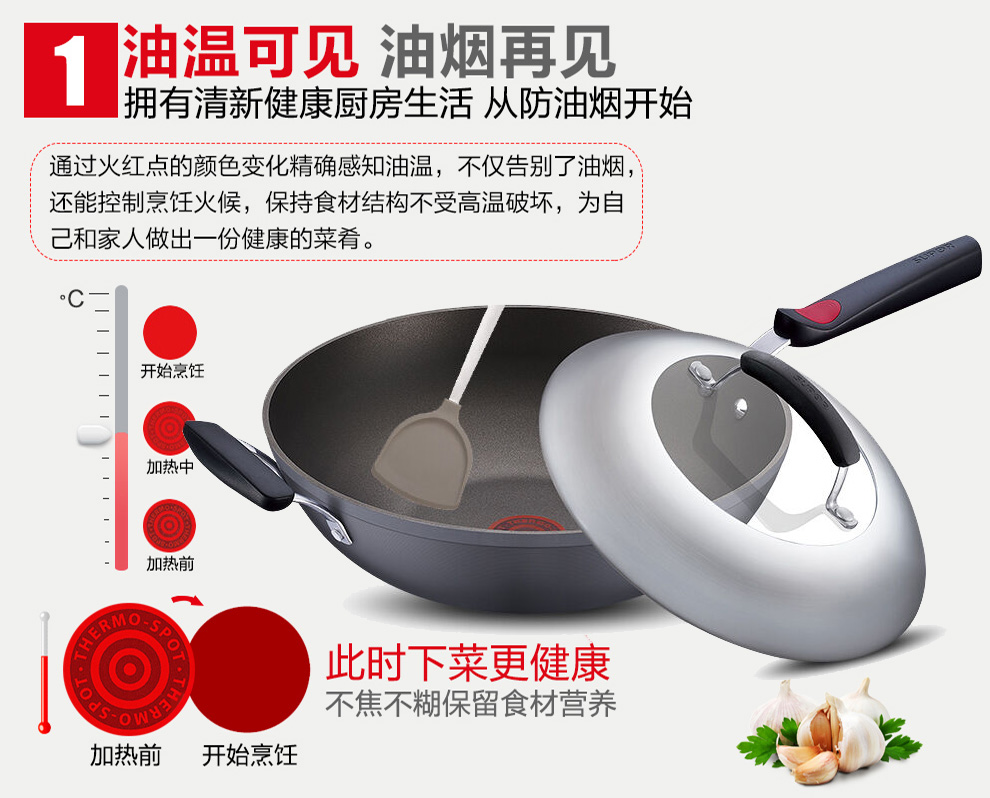 1
油温可见 油烟再见
拥有清新健康厨房生活 从防油烟开始
通过火红点的颜色变化精确感知油温，不仅告别了油烟，
还能控制烹饪火候，保持食材结构不受高温破坏，为自
己和家人做出一份健康的菜肴。
°C
开始烹饪
加热中
加热前
SUPOR
THERMO-SPOT · THERMO-SPOT ·
加热前
开始烹饪
此时下菜更健康
不焦不糊保留食材营养